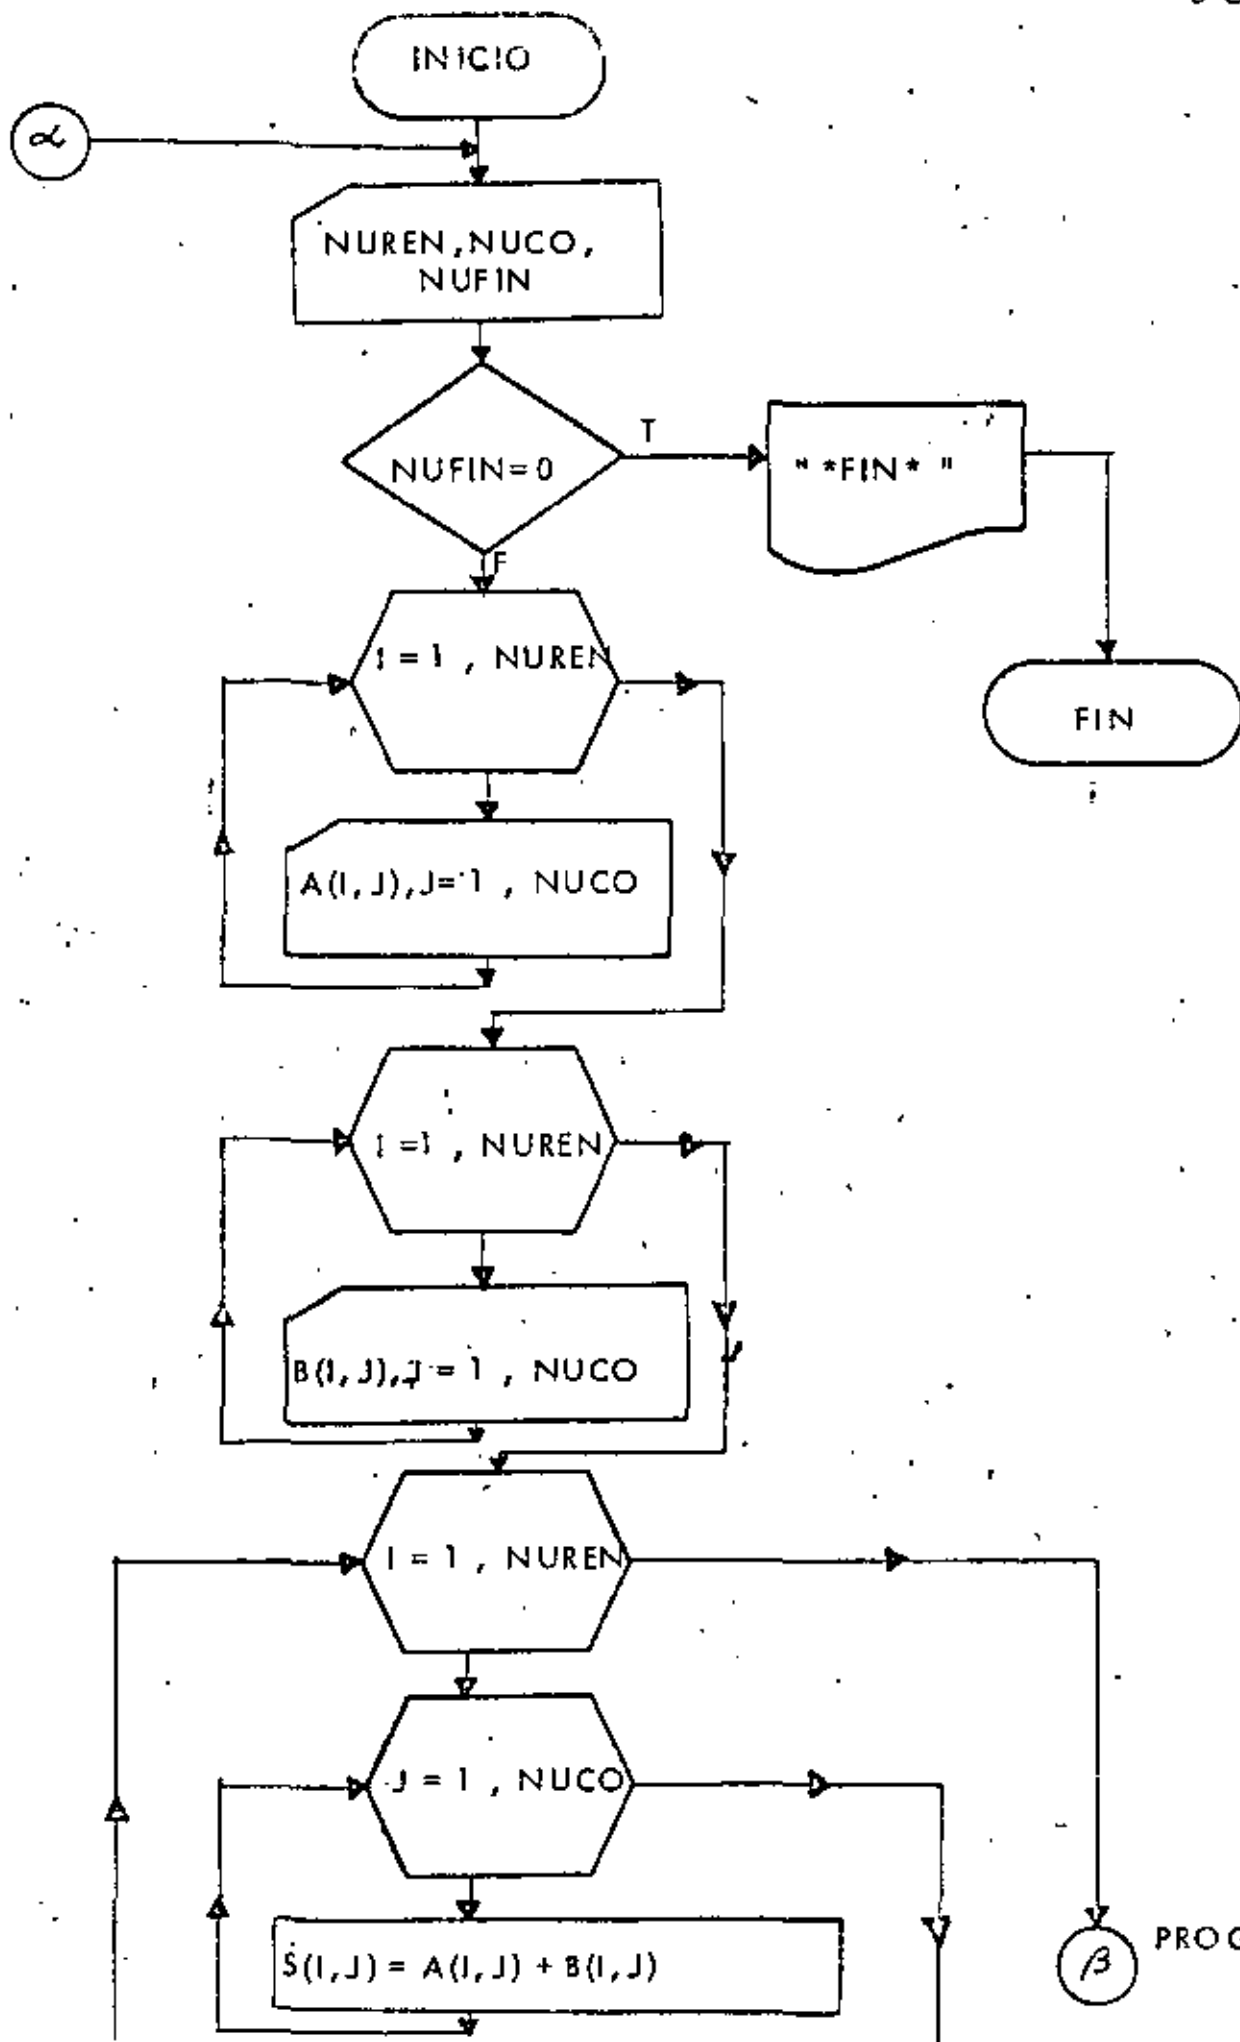 INICIO
α
NUREN,NUCO,
NUFIN
NUFIN=0
T
" *FIN* "
F
I = 1 , NUREN
FIN
A(I,J),J=1 , NUCO
I =1 , NUREN
B(I,J),J = 1 , NUCO
I = 1 , NUREN
J = 1 , NUCO
S(I,J) = A(I,J) + B(I,J)
β